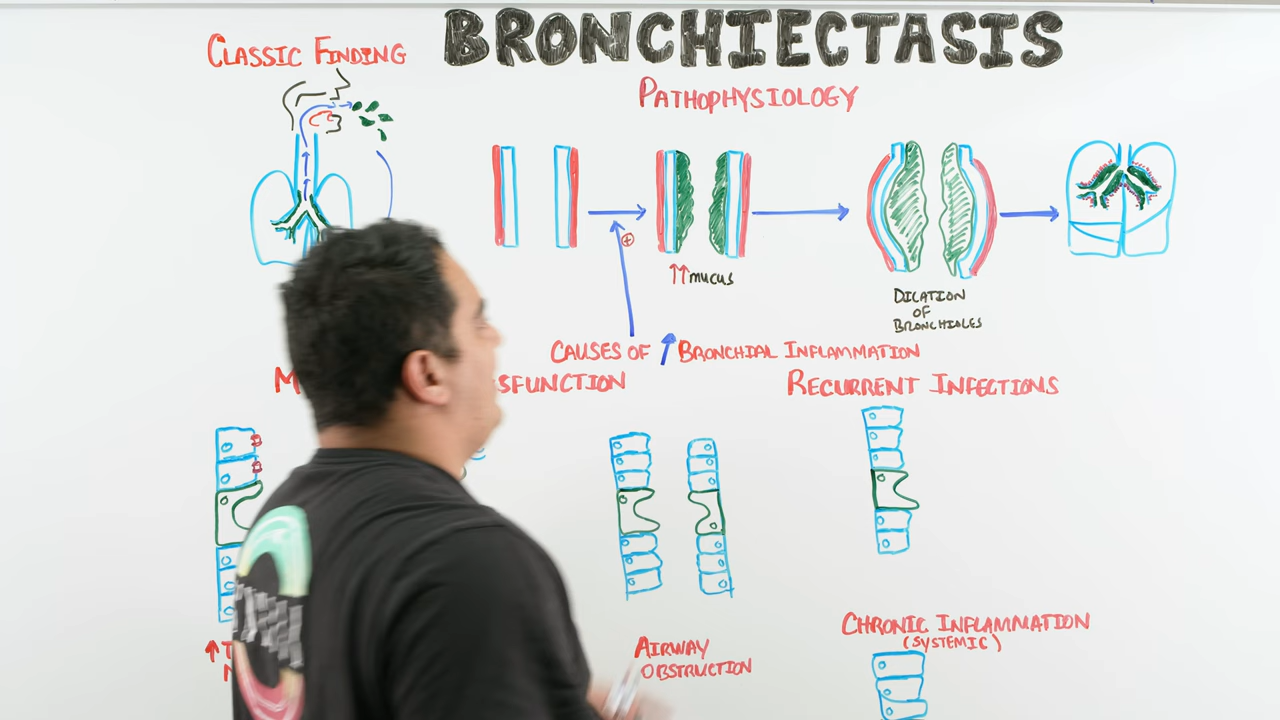 BRONCHIECTASIS
CLASSIC FINDING
PATHOPHYSIOLOGY
+
↑↑ MUCUS
DILATION
OF
BRONCHIOLES
CAUSES OF ↑ BRONCHIAL INFLAMMATION
M SFUNCTION
RECURRENT INFECTIONS
CHRONIC INFLAMMATION
(SYSTEMIC)
↑T
AIRWAY
OBSTRUCTION